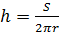 h = s / 2πr